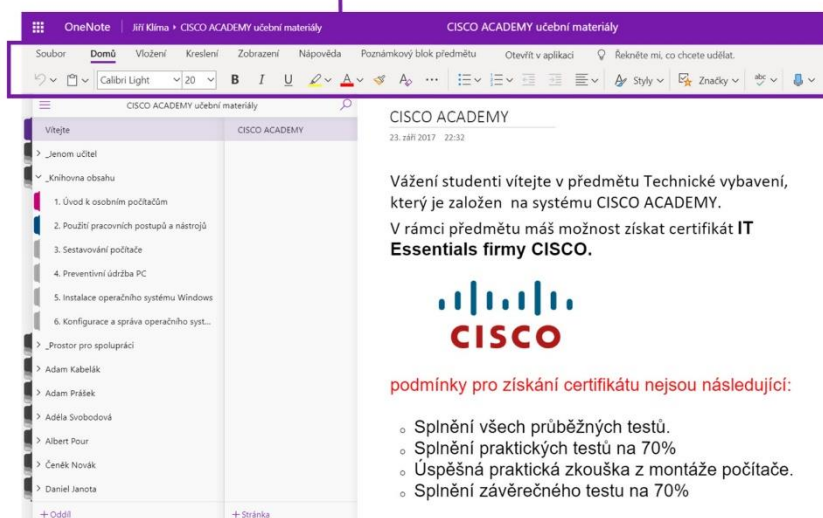 OneNote
Jiří Klíma ▸ CISCO ACADEMY učební materiály
CISCO ACADEMY učební materiály
Soubor Domů Vložení Kreslení Zobrazení Nápověda Poznámkový blok předmětu Otevřít v aplikaci Řekněte mi, co chcete udělat.
Calibri Light 20 B I U A A ... Styly Značky abc
CISCO ACADEMY učební materiály
Vítejte
> _Jenom učitel
_Knihovna obsahu
1. Úvod k osobním počítačům
2. Použití pracovních postupů a nástrojů
3. Sestavování počítače
4. Preventivní údržba PC
5. Instalace operačního systému Windows
6. Konfigurace a správa operačního syst...
> _Prostor pro spolupráci
> Adam Kabelák
> Adam Prášek
> Adéla Svobodová
> Albert Pour
> Čeněk Novák
> Daniel Janota
+ Oddíl
CISCO ACADEMY
+ Stránka
CISCO ACADEMY
23. září 2017 22:32
Vážení studenti vítejte v předmětu Technické vybavení,
který je založen na systému CISCO ACADEMY.
V rámci předmětu máš možnost získat certifikát IT
Essentials firmy CISCO.
CISCO
podmínky pro získání certifikátu nejsou následující:
Splnění všech průběžných testů.
Splnění praktických testů na 70%
Úspěšná praktická zkouška z montáže počítače.
Splnění závěrečného testu na 70%